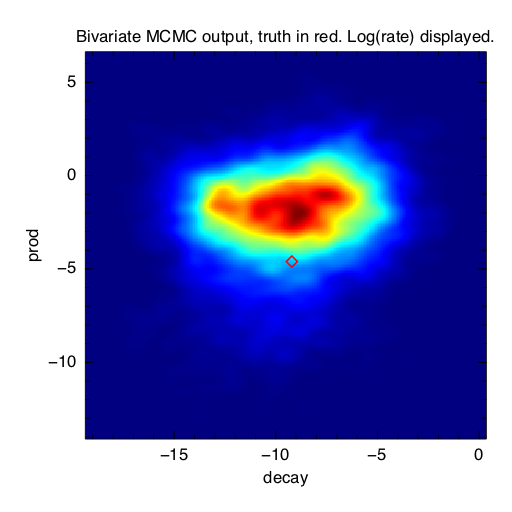 Bivariate MCMC output, truth in red. Log(rate) displayed.
5
0
−5
−10
prod
−15
−10
−5
0
decay